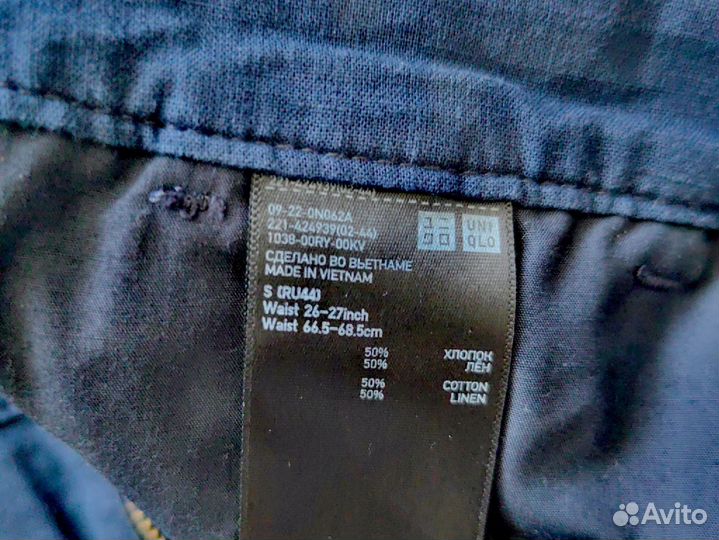 09-22-0N062A
221-424939(02-44)
1038-00RY-00KV
UNI
QLO
СДЕЛАНО ВО ВЬЕТНАМЕ
MADE IN VIETNAM
S (RU44)
Waist 26-27inch
Waist 66.5-68.5cm
50% ХЛОПОК
50% ЛЁН
50% COTTON
50% LINEN
Avito